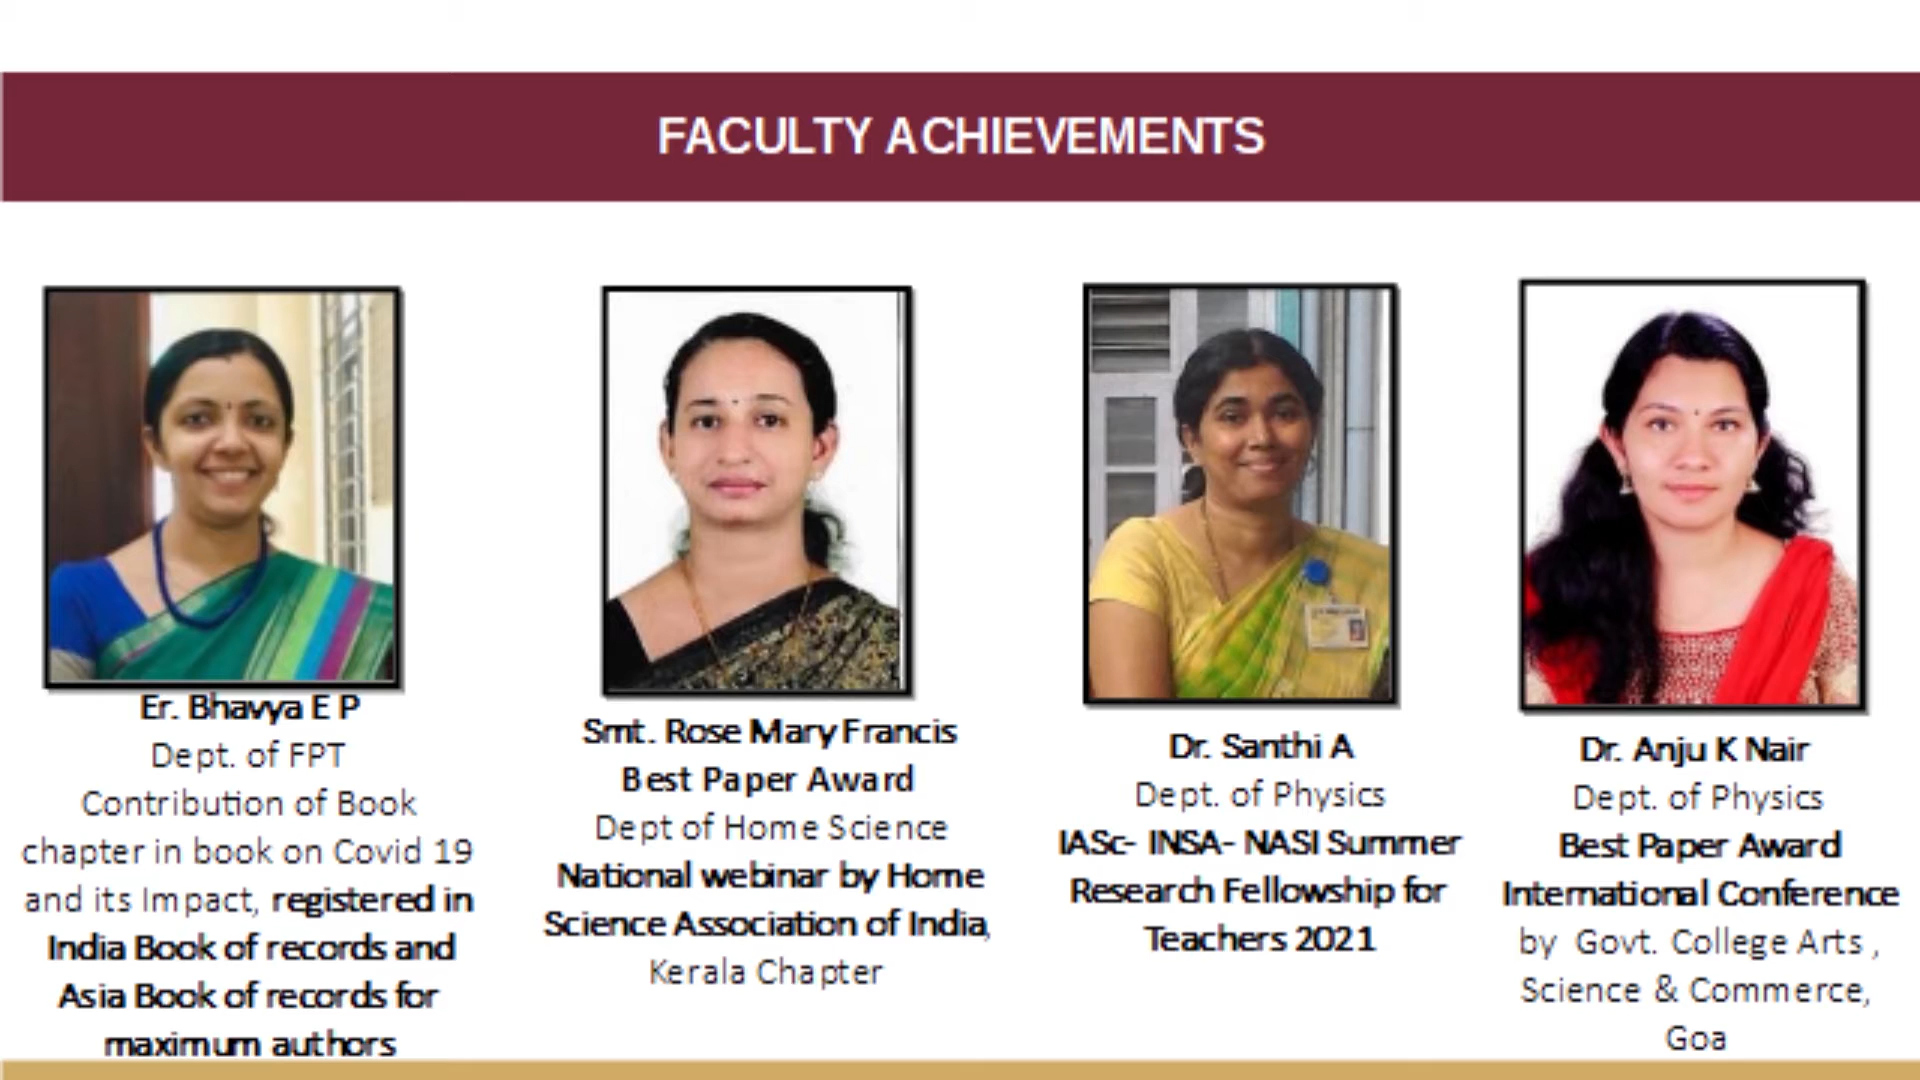 FACULTY ACHIEVEMENTS
Er. Bhavya E P
Dept. of FPT
Contribution of Book
chapter in book on Covid 19
and its Impact, registered in
India Book of records and
Asia Book of records for
maximum authors
Smt. Rose Mary Francis
Best Paper Award
Dept of Home Science
National webinar by Home
Science Association of India,
Kerala Chapter
Dr. Santhi A
Dept. of Physics
IASc- INSA- NASI Summer
Research Fellowship for
Teachers 2021
Dr. Anju K Nair
Dept. of Physics
Best Paper Award
International Conference
by Govt. College Arts ,
Science & Commerce,
Goa